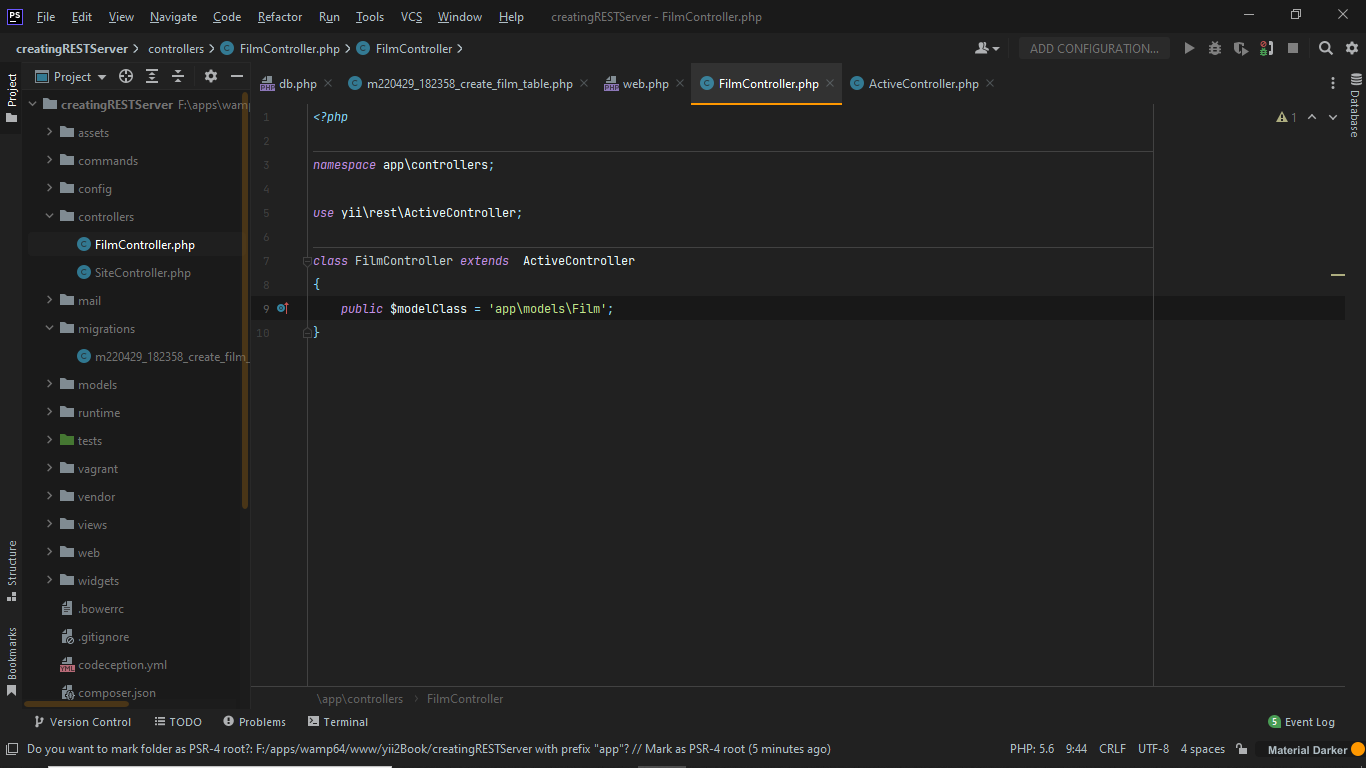 PS File Edit View Navigate Code Refactor Run Tools VCS Window Help creatingRESTServer - FilmController.php
creatingRESTServer controllers FilmController.php FilmController ADD CONFIGURATION...
Project
Project
db.php m220429_182358_create_film_table.php web.php FilmController.php ActiveController.php
Database
creatingRESTServer F:\apps\wamp
assets
commands
config
controllers
FilmController.php
SiteController.php
mail
migrations
m220429_182358_create_film_
models
runtime
tests
vagrant
vendor
views
web
widgets
.bowerrc
.gitignore
codeception.yml
composer.json
Structure
Bookmarks
1 <?php
2
3 namespace app\controllers;
4
5 use yii\rest\ActiveController;
6
7 class FilmController extends  ActiveController
8 {
9 public $modelClass = 'app\models\Film';
10 }
1
\app\controllers FilmController
Version Control TODO Problems Terminal 5 Event Log
Do you want to mark folder as PSR-4 root?: F:/apps/wamp64/www/yii2Book/creatingRESTServer with prefix "app"? // Mark as PSR-4 root (5 minutes ago) PHP: 5.6 9:44 CRLF UTF-8 4 spaces Material Darker